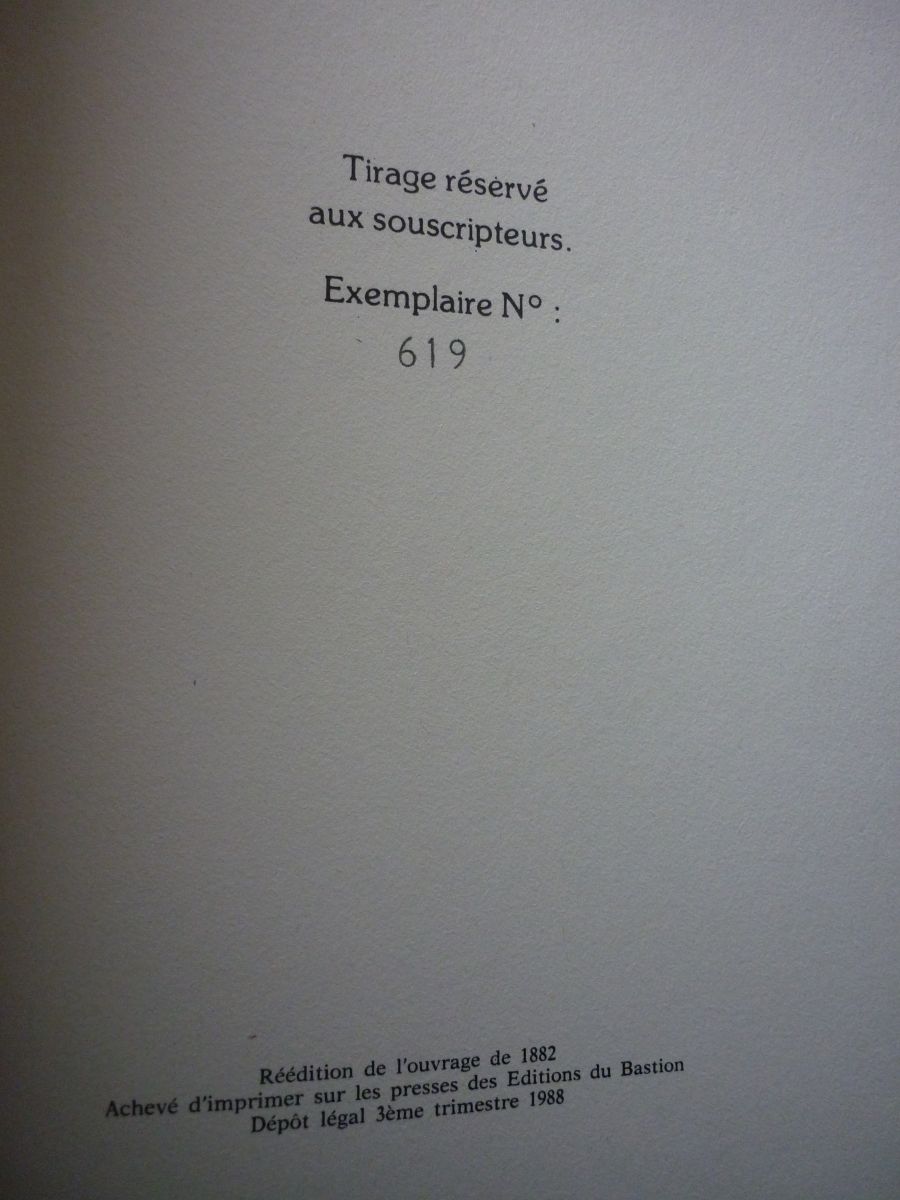 Tirage réservé
aux souscripteurs.
Exemplaire Nº :
619
Réédition de l'ouvrage de 1882
Achevé d'imprimer sur les presses des Editions du Bastion
Dépôt légal 3ème trimestre 1988